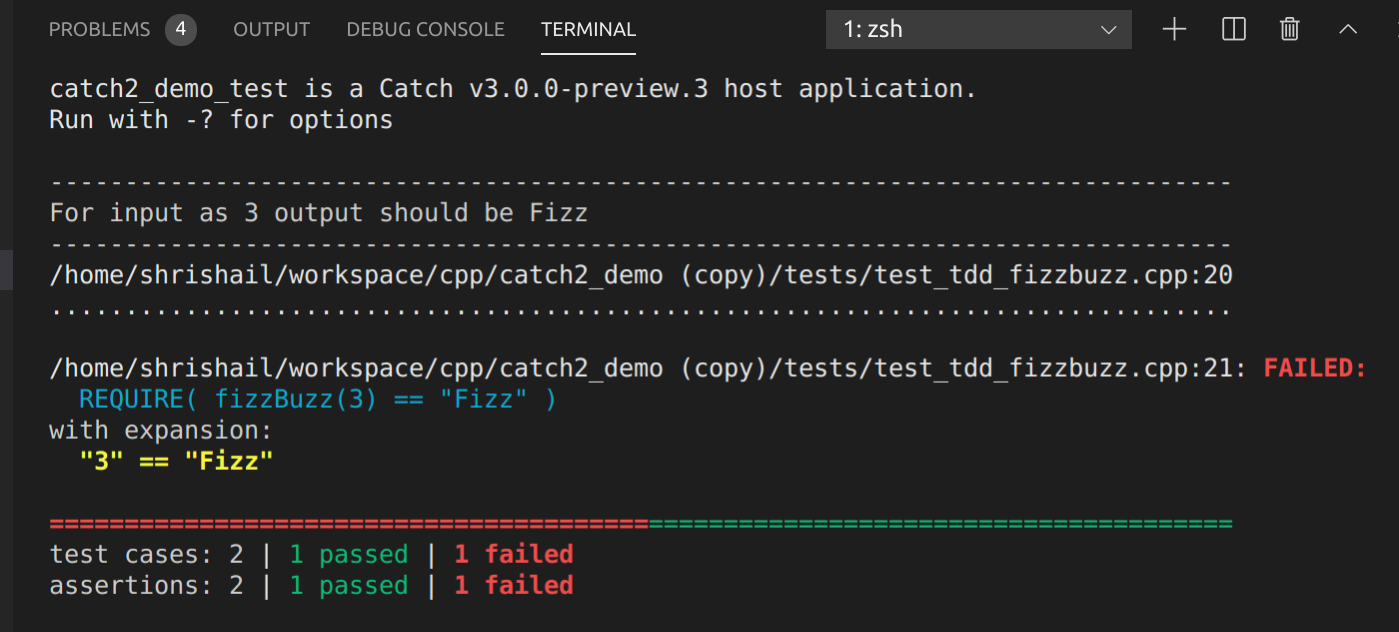 PROBLEMS 4 OUTPUT DEBUG CONSOLE TERMINAL 1: zsh
catch2_demo_test is a Catch v3.0.0-preview.3 host application.
Run with -? for options
-------------------------------------------------------------------------------
For input as 3 output should be Fizz
-------------------------------------------------------------------------------
/home/shrishail/workspace/cpp/catch2_demo (copy)/tests/test_tdd_fizzbuzz.cpp:20
...............................................................................
/home/shrishail/workspace/cpp/catch2_demo (copy)/tests/test_tdd_fizzbuzz.cpp:21: FAILED:
REQUIRE( fizzBuzz(3) == "Fizz" )
with expansion:
"3" == "Fizz"
===============================================================================
test cases: 2 | 1 passed | 1 failed
assertions: 2 | 1 passed | 1 failed